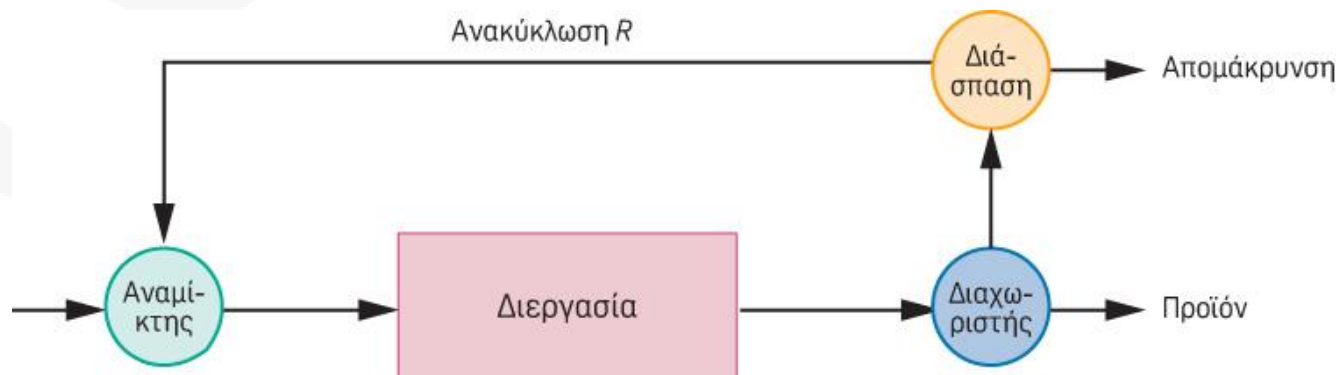 Ανακύκλωση R
Διά-
σπαση
Απομάκρυνση
Αναμί-
κτης
Διεργασία
Διαχω-
ριστής
Προϊόν